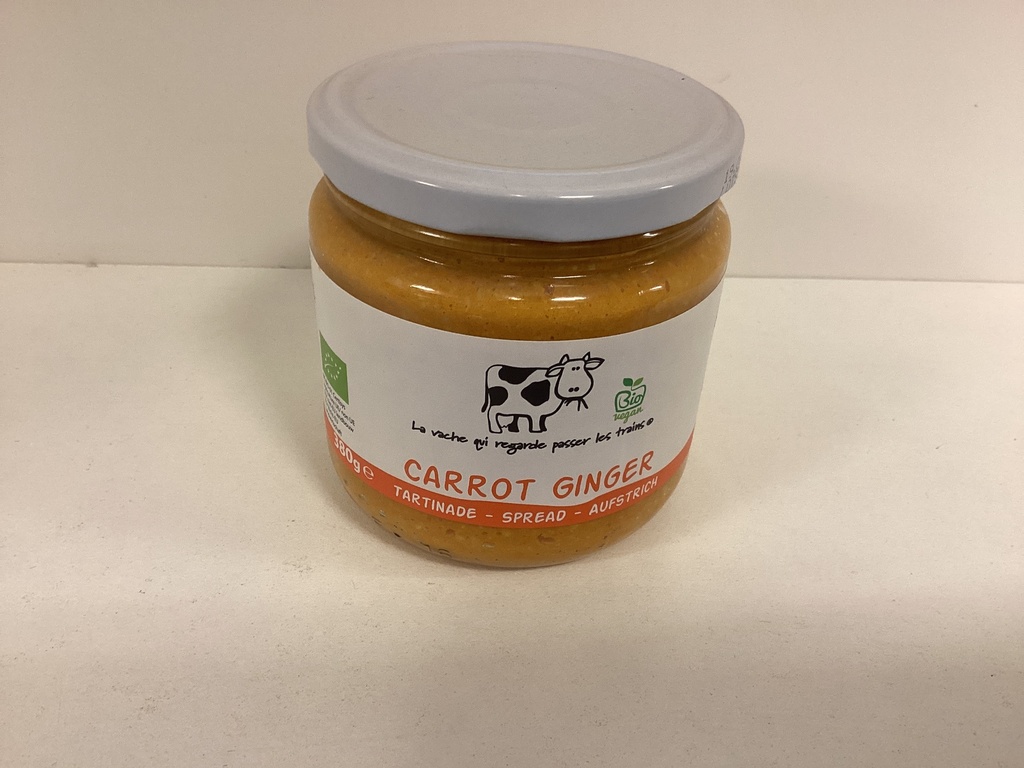 La vache qui regarde passer les trains®
Bio
vegan
CARROT GINGER
TARTINADE - SPREAD - AUFSTRICH
380g e